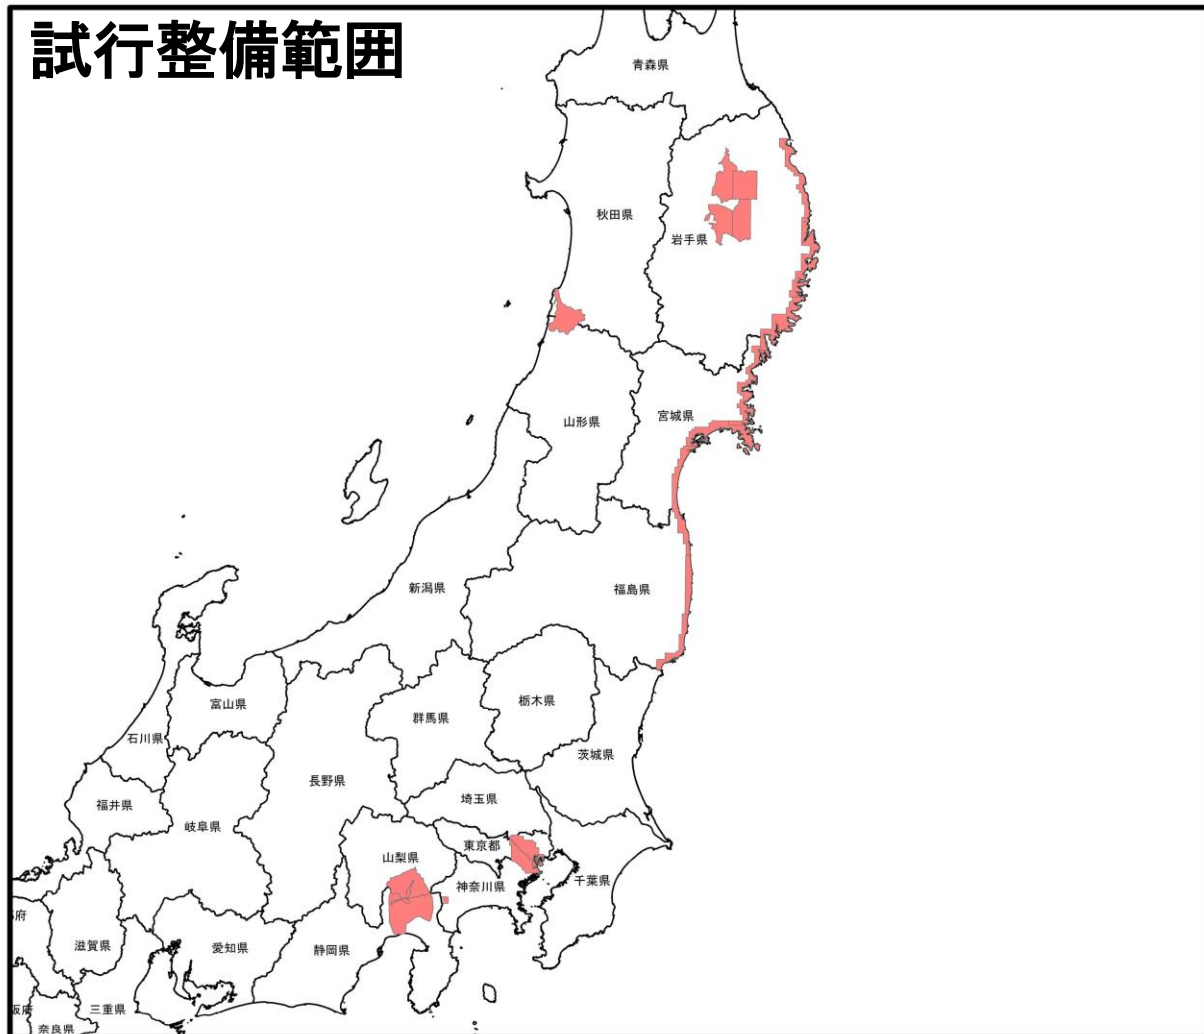 試行整備範囲
青森県
秋田県
岩手県
山形県
宮城県
新潟県
福島県
富山県
栃木県
群馬県
石川県
茨城県
長野県
埼玉県
福井県
岐阜県
東京都
山梨県
千葉県
神奈川県
府
滋賀県
愛知県
静岡県
阪府
三重県
奈良県